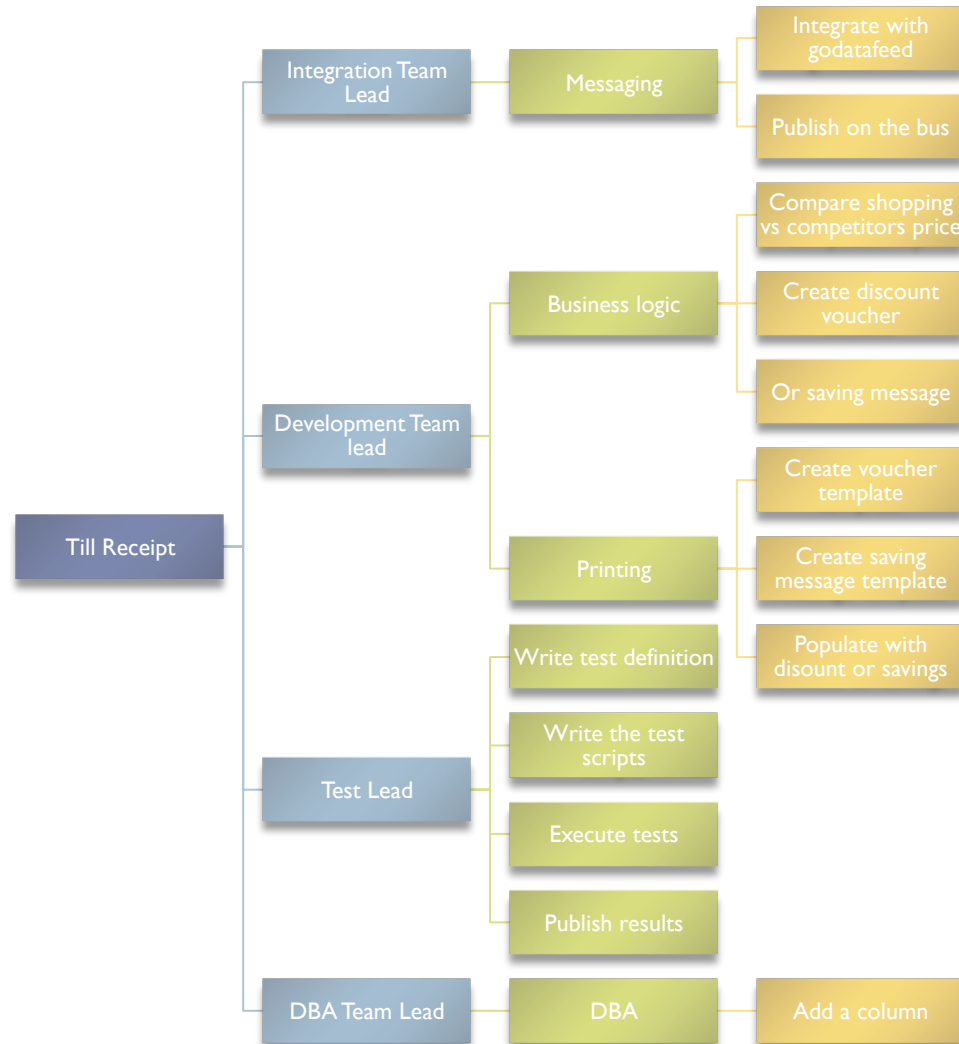 Integrate with
godatafeed
Integration Team
Lead
Messaging
Publish on the bus
Compare shopping
vs competitors price
Business logic
Create discount
voucher
Or saving message
Development Team
lead
Create voucher
template
Till Receipt
Printing
Create saving
message template
Write test definition
Populate with
disount or savings
Write the test
scripts
Test Lead
Execute tests
Publish results
DBA Team Lead
DBA
Add a column